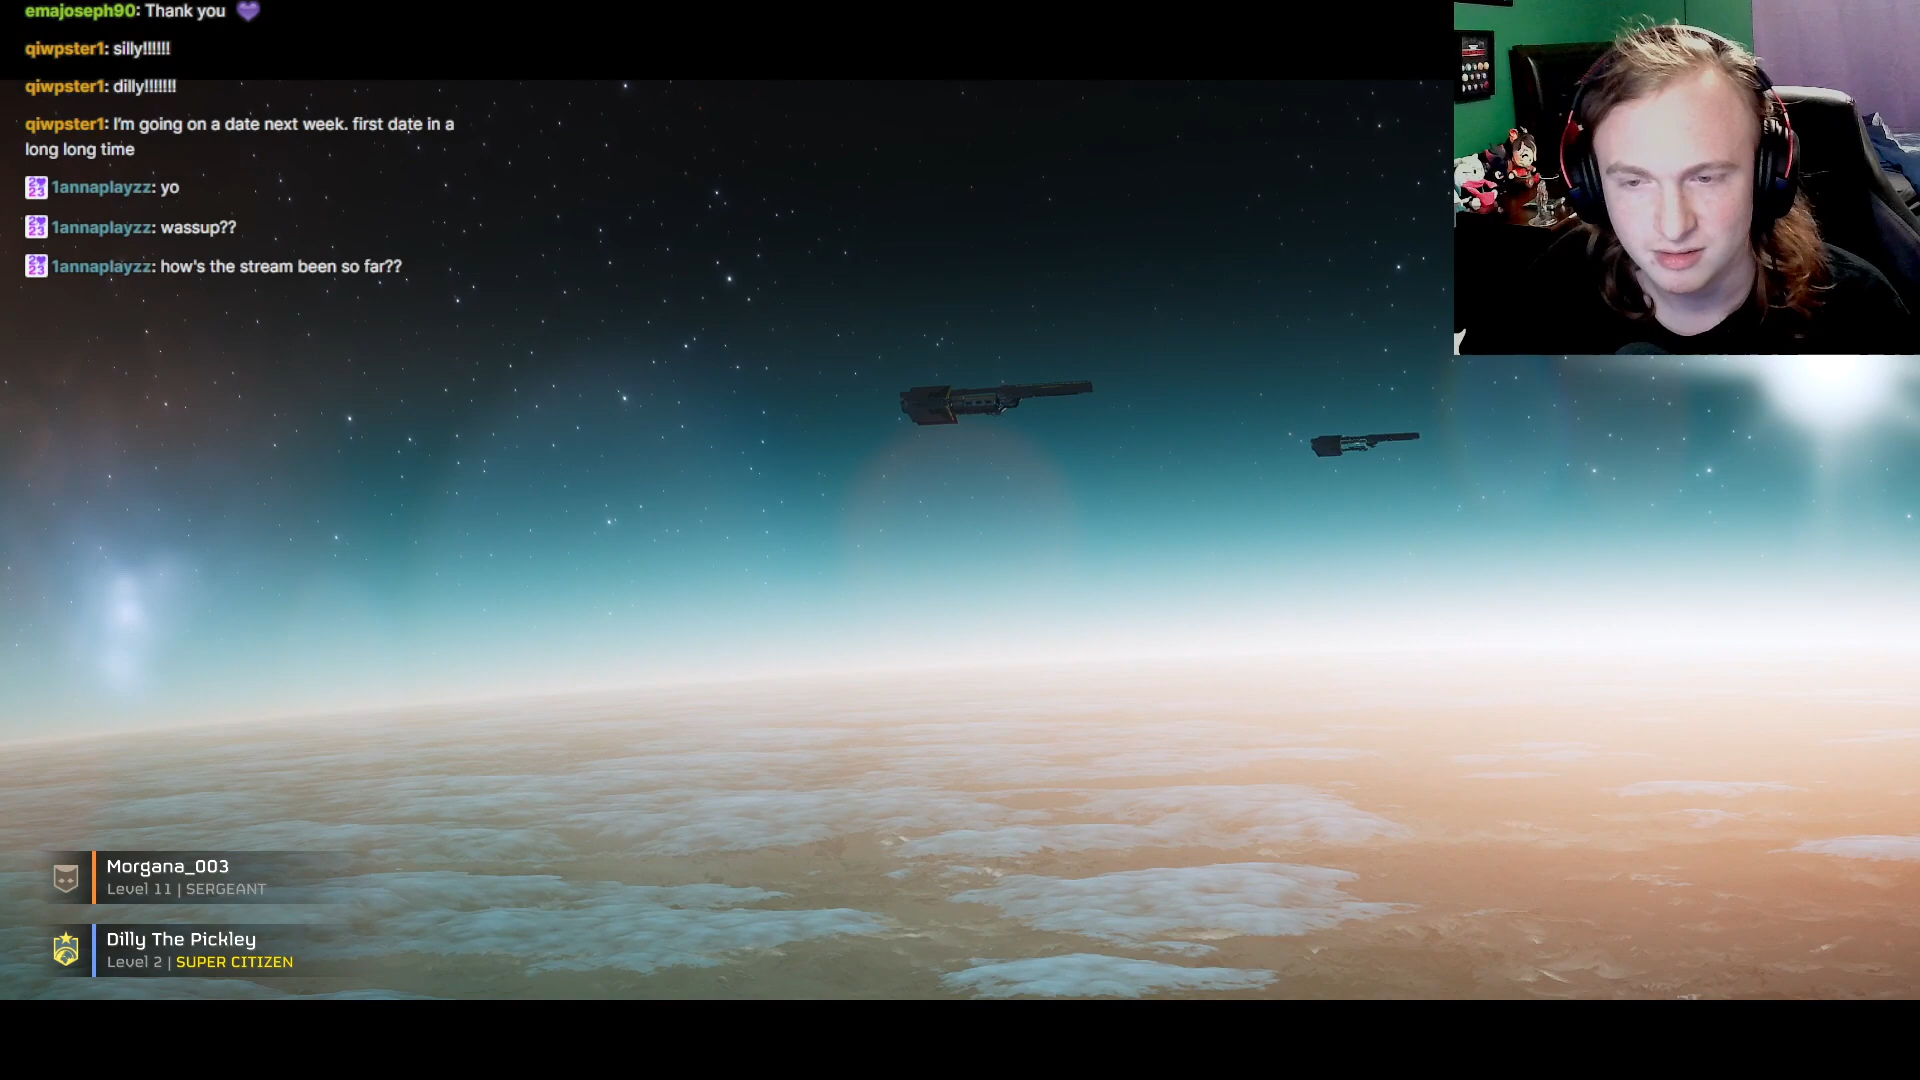 emajoseph90: Thank you 💜
qiwpster1: silly!!!!!!
qiwpster1: dilly!!!!!!!
qiwpster1: I'm going on a date next week. first date in a
long long time
1annaplayzz: yo
1annaplayzz: wassup??
1annaplayzz: how's the stream been so far??
Morgana_003
Level 11 | SERGEANT
Dilly The Pickley
Level 2 | SUPER CITIZEN